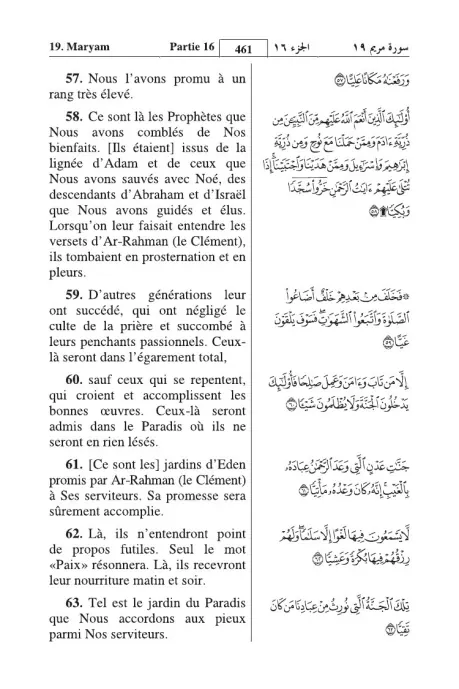 19. Maryam Partie 16 461 الجزء ١٦ سورة مريم ١٩
57. Nous l’avons promu à un
rang très élevé.
58. Ce sont là les Prophètes que
Nous avons comblés de Nos
bienfaits. [Ils étaient] issus de la
lignée d’Adam et de ceux que
Nous avons sauvés avec Noé, des
descendants d’Abraham et d’Israël
que Nous avons guidés et élus.
Lorsqu’on leur faisait entendre les
versets d’Ar-Rahman (le Clément),
ils tombaient en prosternation et en
pleurs.
59. D’autres générations leur
ont succédé, qui ont négligé le
culte de la prière et succombé à
leurs penchants passionnels. Ceux-
là seront dans l’égarement total,
60. sauf ceux qui se repentent,
qui croient et accomplissent les
bonnes œuvres. Ceux-là seront
admis dans le Paradis où ils ne
seront en rien lésés.
61. [Ce sont les] jardins d’Eden
promis par Ar-Rahman (le Clément)
à Ses serviteurs. Sa promesse sera
sûrement accomplie.
62. Là, ils n’entendront point
de propos futiles. Seul le mot
«Paix» résonnera. Là, ils recevront
leur nourriture matin et soir.
63. Tel est le jardin du Paradis
que Nous accordons aux pieux
parmi Nos serviteurs.
وَرَفَعْنَٰهُ مَكَانًا عَلِيًّا ٥٧
أُو۟لَٰٓئِكَ ٱلَّذِينَ أَنْعَمَ ٱللَّهُ عَلَيْهِم مِّنَ ٱلنَّبِيِّـۧنَ مِن
ذُرِّيَّةِ ءَادَمَ وَمِمَّنْ حَمَلْنَا مَعَ نُوحٍ وَمِن ذُرِّيَّةِ
إِبْرَٰهِيمَ وَإِسْرَٰٓءِيلَ وَمِمَّنْ هَدَيْنَا وَٱجْتَبَيْنَآ إِذَا
تُتْلَىٰ عَلَيْهِمْ ءَايَٰتُ ٱلرَّحْمَٰنِ خَرُّوا۟ سُجَّدًا
وَبُكِيًّا ۩ ٥٨
۞ فَخَلَفَ مِنۢ بَعْدِهِمْ خَلْفٌ أَضَاعُوا۟
ٱلصَّلَوٰةَ وَٱتَّبَعُوا۟ ٱلشَّهَوَٰتِ فَسَوْفَ يَلْقَوْنَ
غَيًّا ٥٩
إِلَّا مَن تَابَ وَءَامَنَ وَعَمِلَ صَٰلِحًا فَأُو۟لَٰٓئِكَ
يَدْخُلُونَ ٱلْجَنَّةَ وَلَا يُظْلَمُونَ شَيْـًٔا ٦٠
جَنَّٰتِ عَدْنٍ ٱلَّتِى وَعَدَ ٱلرَّحْمَٰنُ عِبَادَهُۥ
بِٱلْغَيْبِ إِنَّهُۥ كَانَ وَعْدُهُۥ مَأْتِيًّا ٦١
لَّا يَسْمَعُونَ فِيهَا لَغْوًا إِلَّا سَلَٰمًا وَلَهُمْ
رِزْقُهُمْ فِيهَا بُكْرَةً وَعَشِيًّا ٦٢
تِلْكَ ٱلْجَنَّةُ ٱلَّتِى نُورِثُ مِنْ عِبَادِنَا مَن كَانَ
تَقِيًّا ٦٣